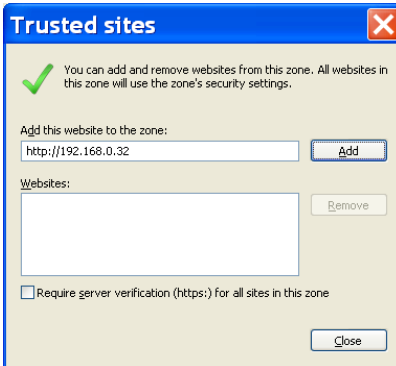 Trusted sites
You can add and remove websites from this zone. All websites in
this zone will use the zone's security settings.
Add this website to the zone:
http://192.168.0.32
Add
Websites:
Remove
Require server verification (https:) for all sites in this zone
Close